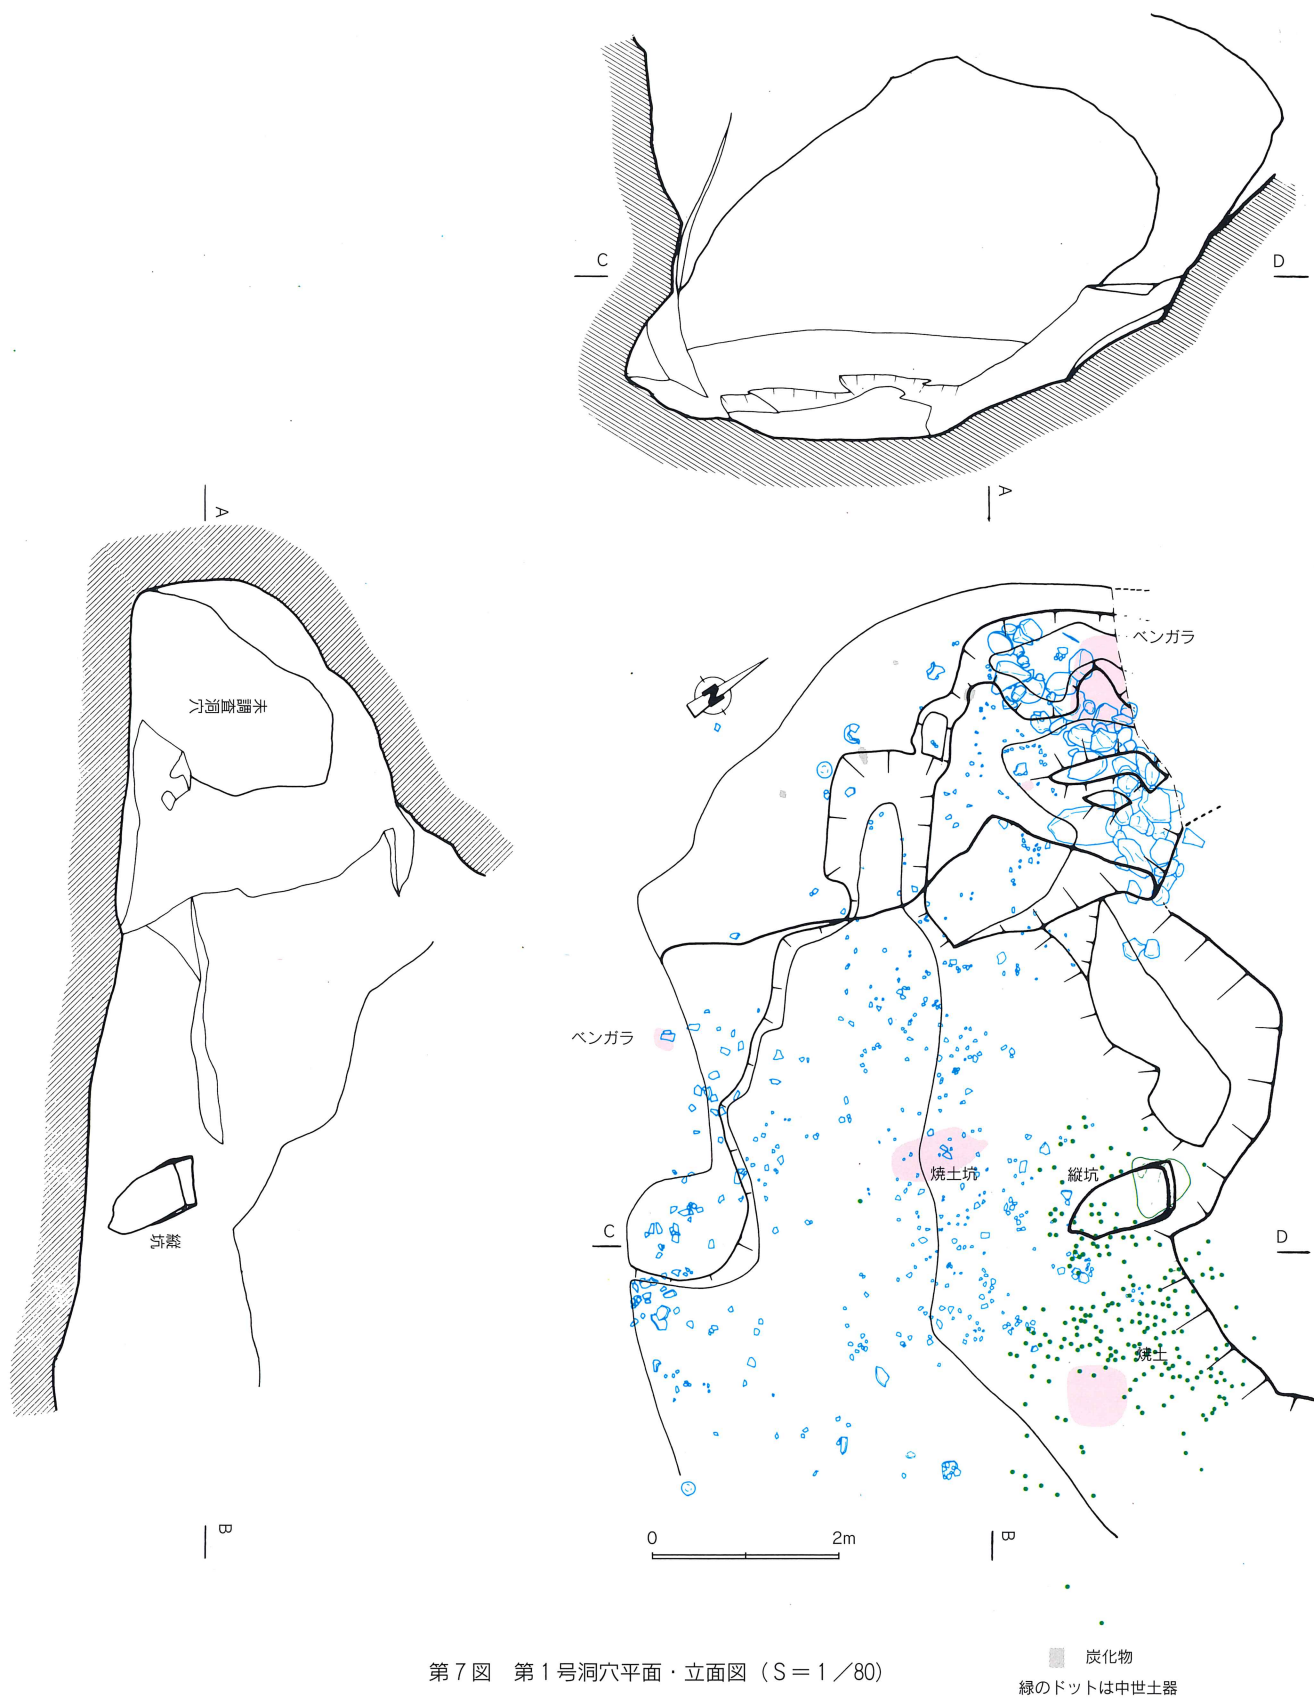 C
D
A
A
ベンガラ
未調査洞穴
ベンガラ
焼土坑
縦坑
縦坑
C
D
焼土
B
B
0 2m
炭化物
第7図 第1号洞穴平面・立面図（S＝1／80）
緑のドットは中世土器